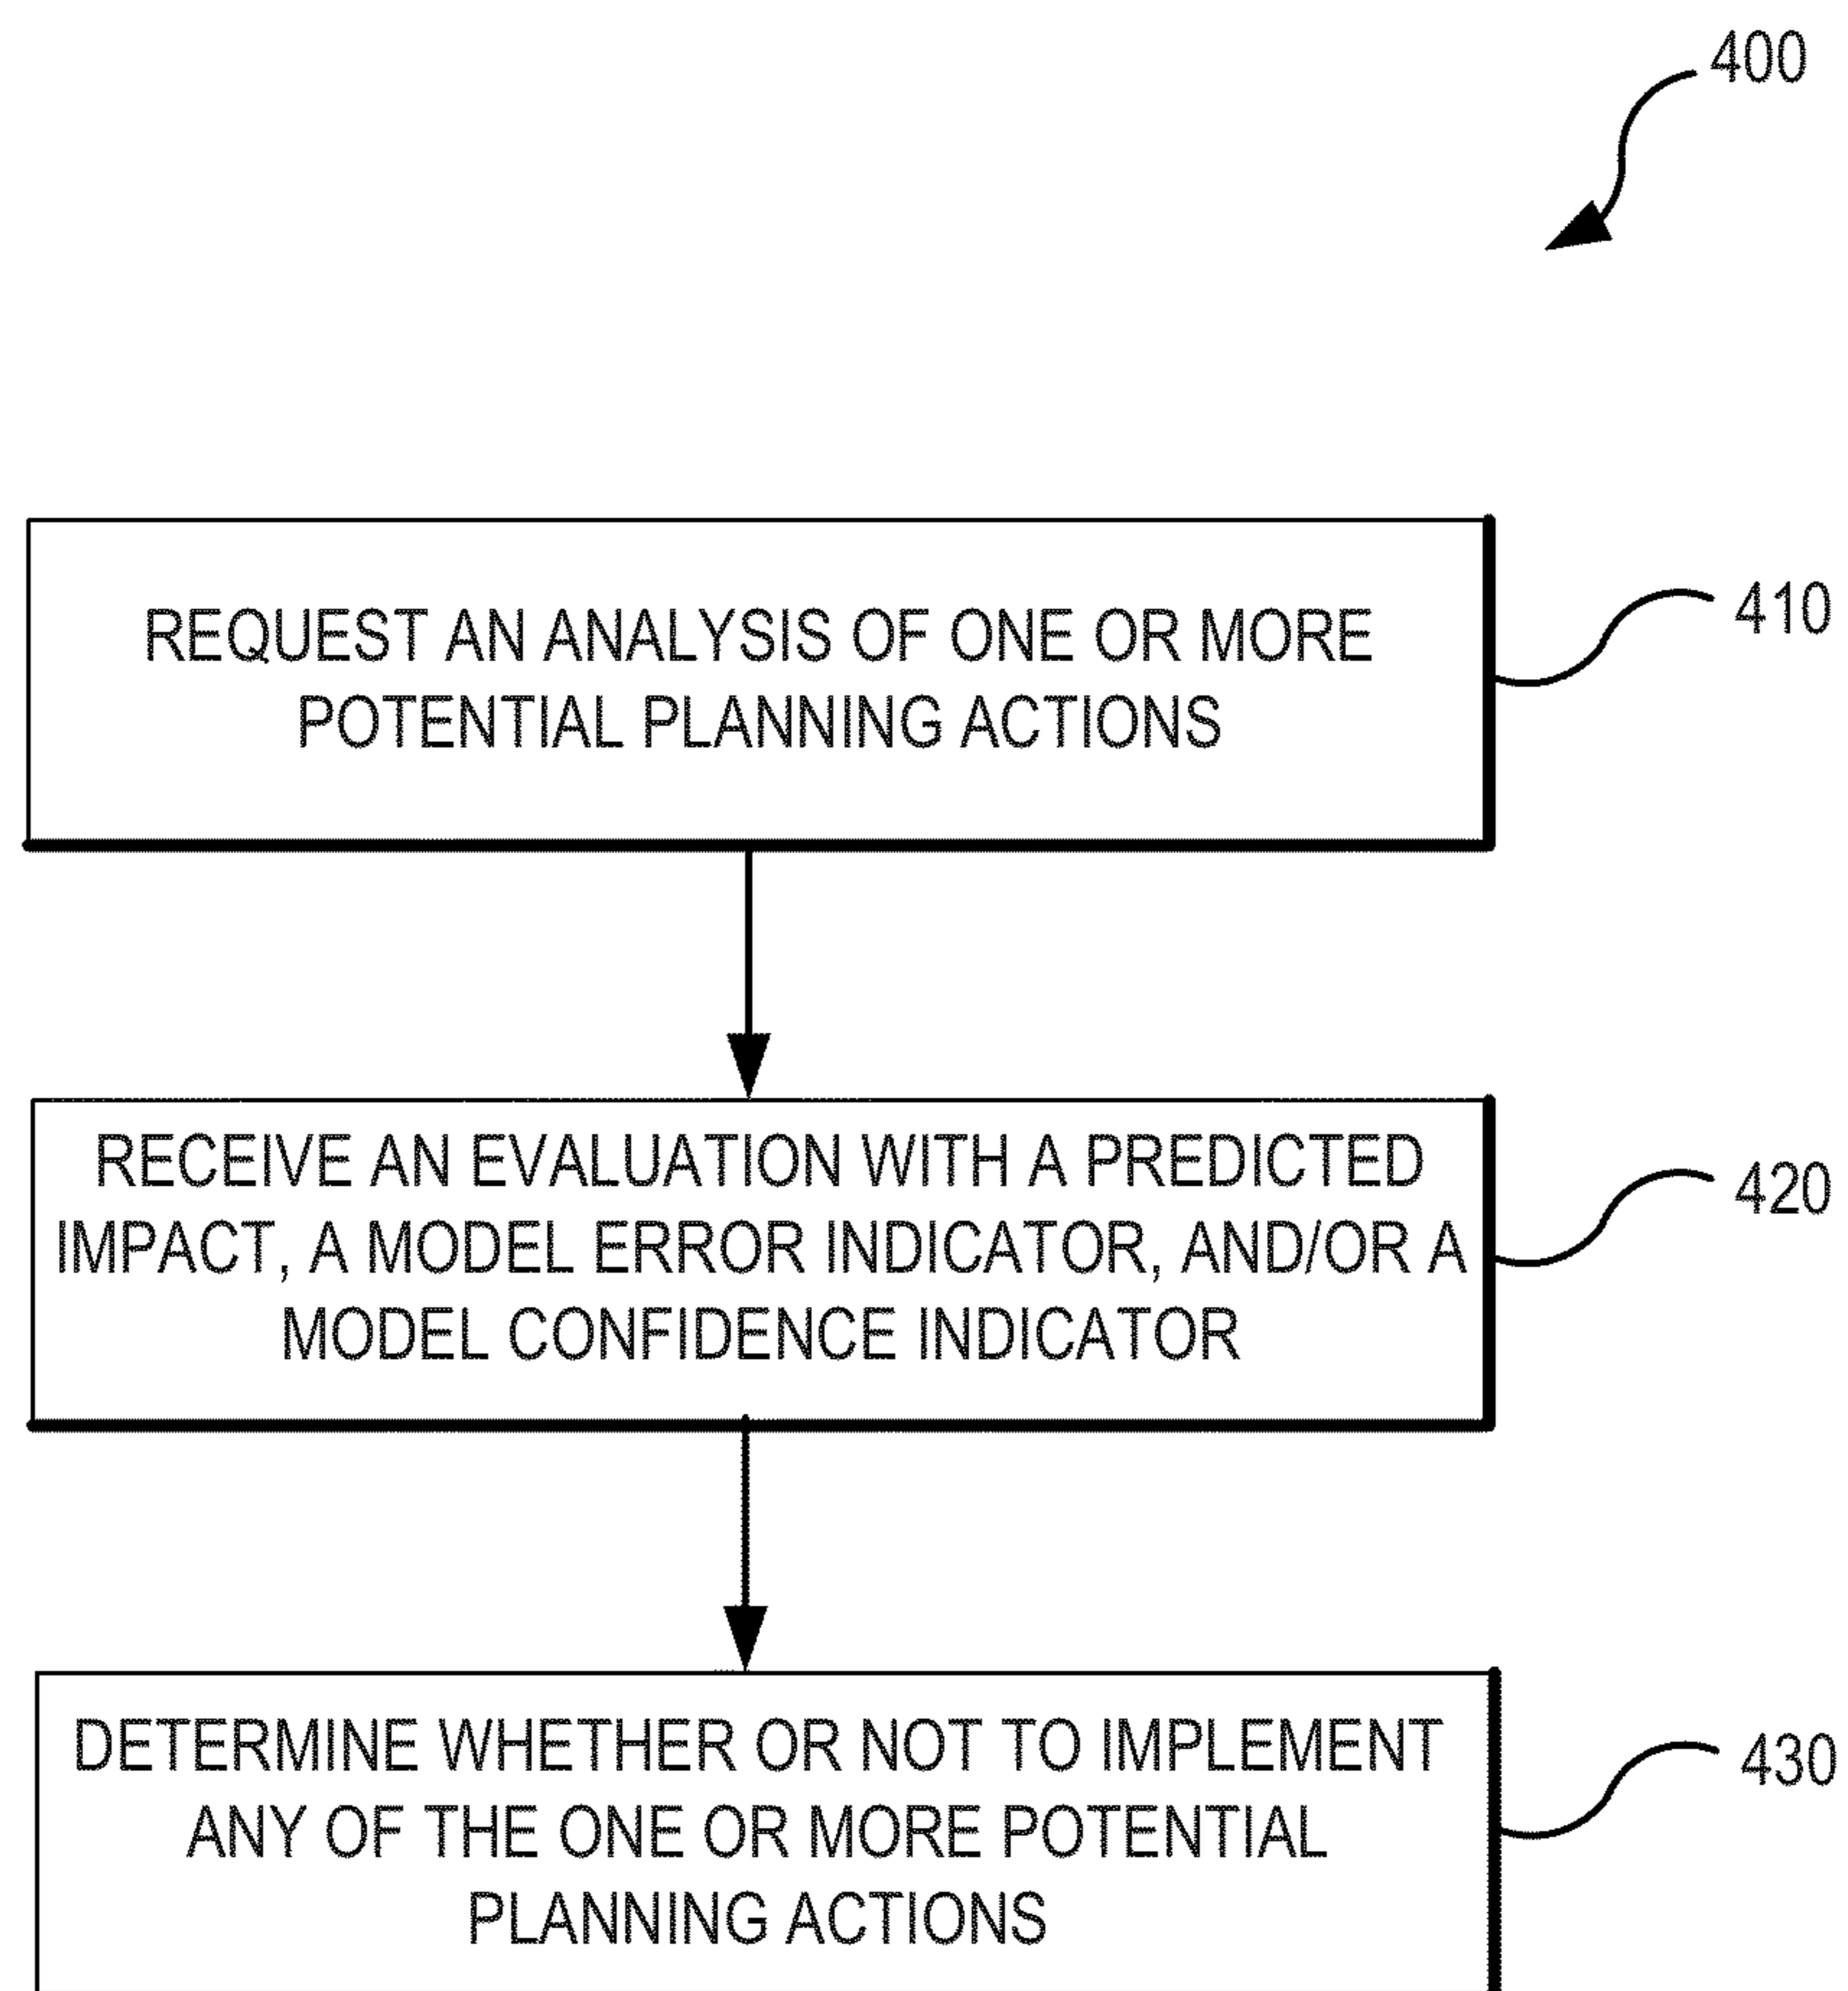 400
REQUEST AN ANALYSIS OF ONE OR MORE
POTENTIAL PLANNING ACTIONS
410
RECEIVE AN EVALUATION WITH A PREDICTED
IMPACT, A MODEL ERROR INDICATOR, AND/OR A
MODEL CONFIDENCE INDICATOR
420
DETERMINE WHETHER OR NOT TO IMPLEMENT
ANY OF THE ONE OR MORE POTENTIAL
PLANNING ACTIONS
430